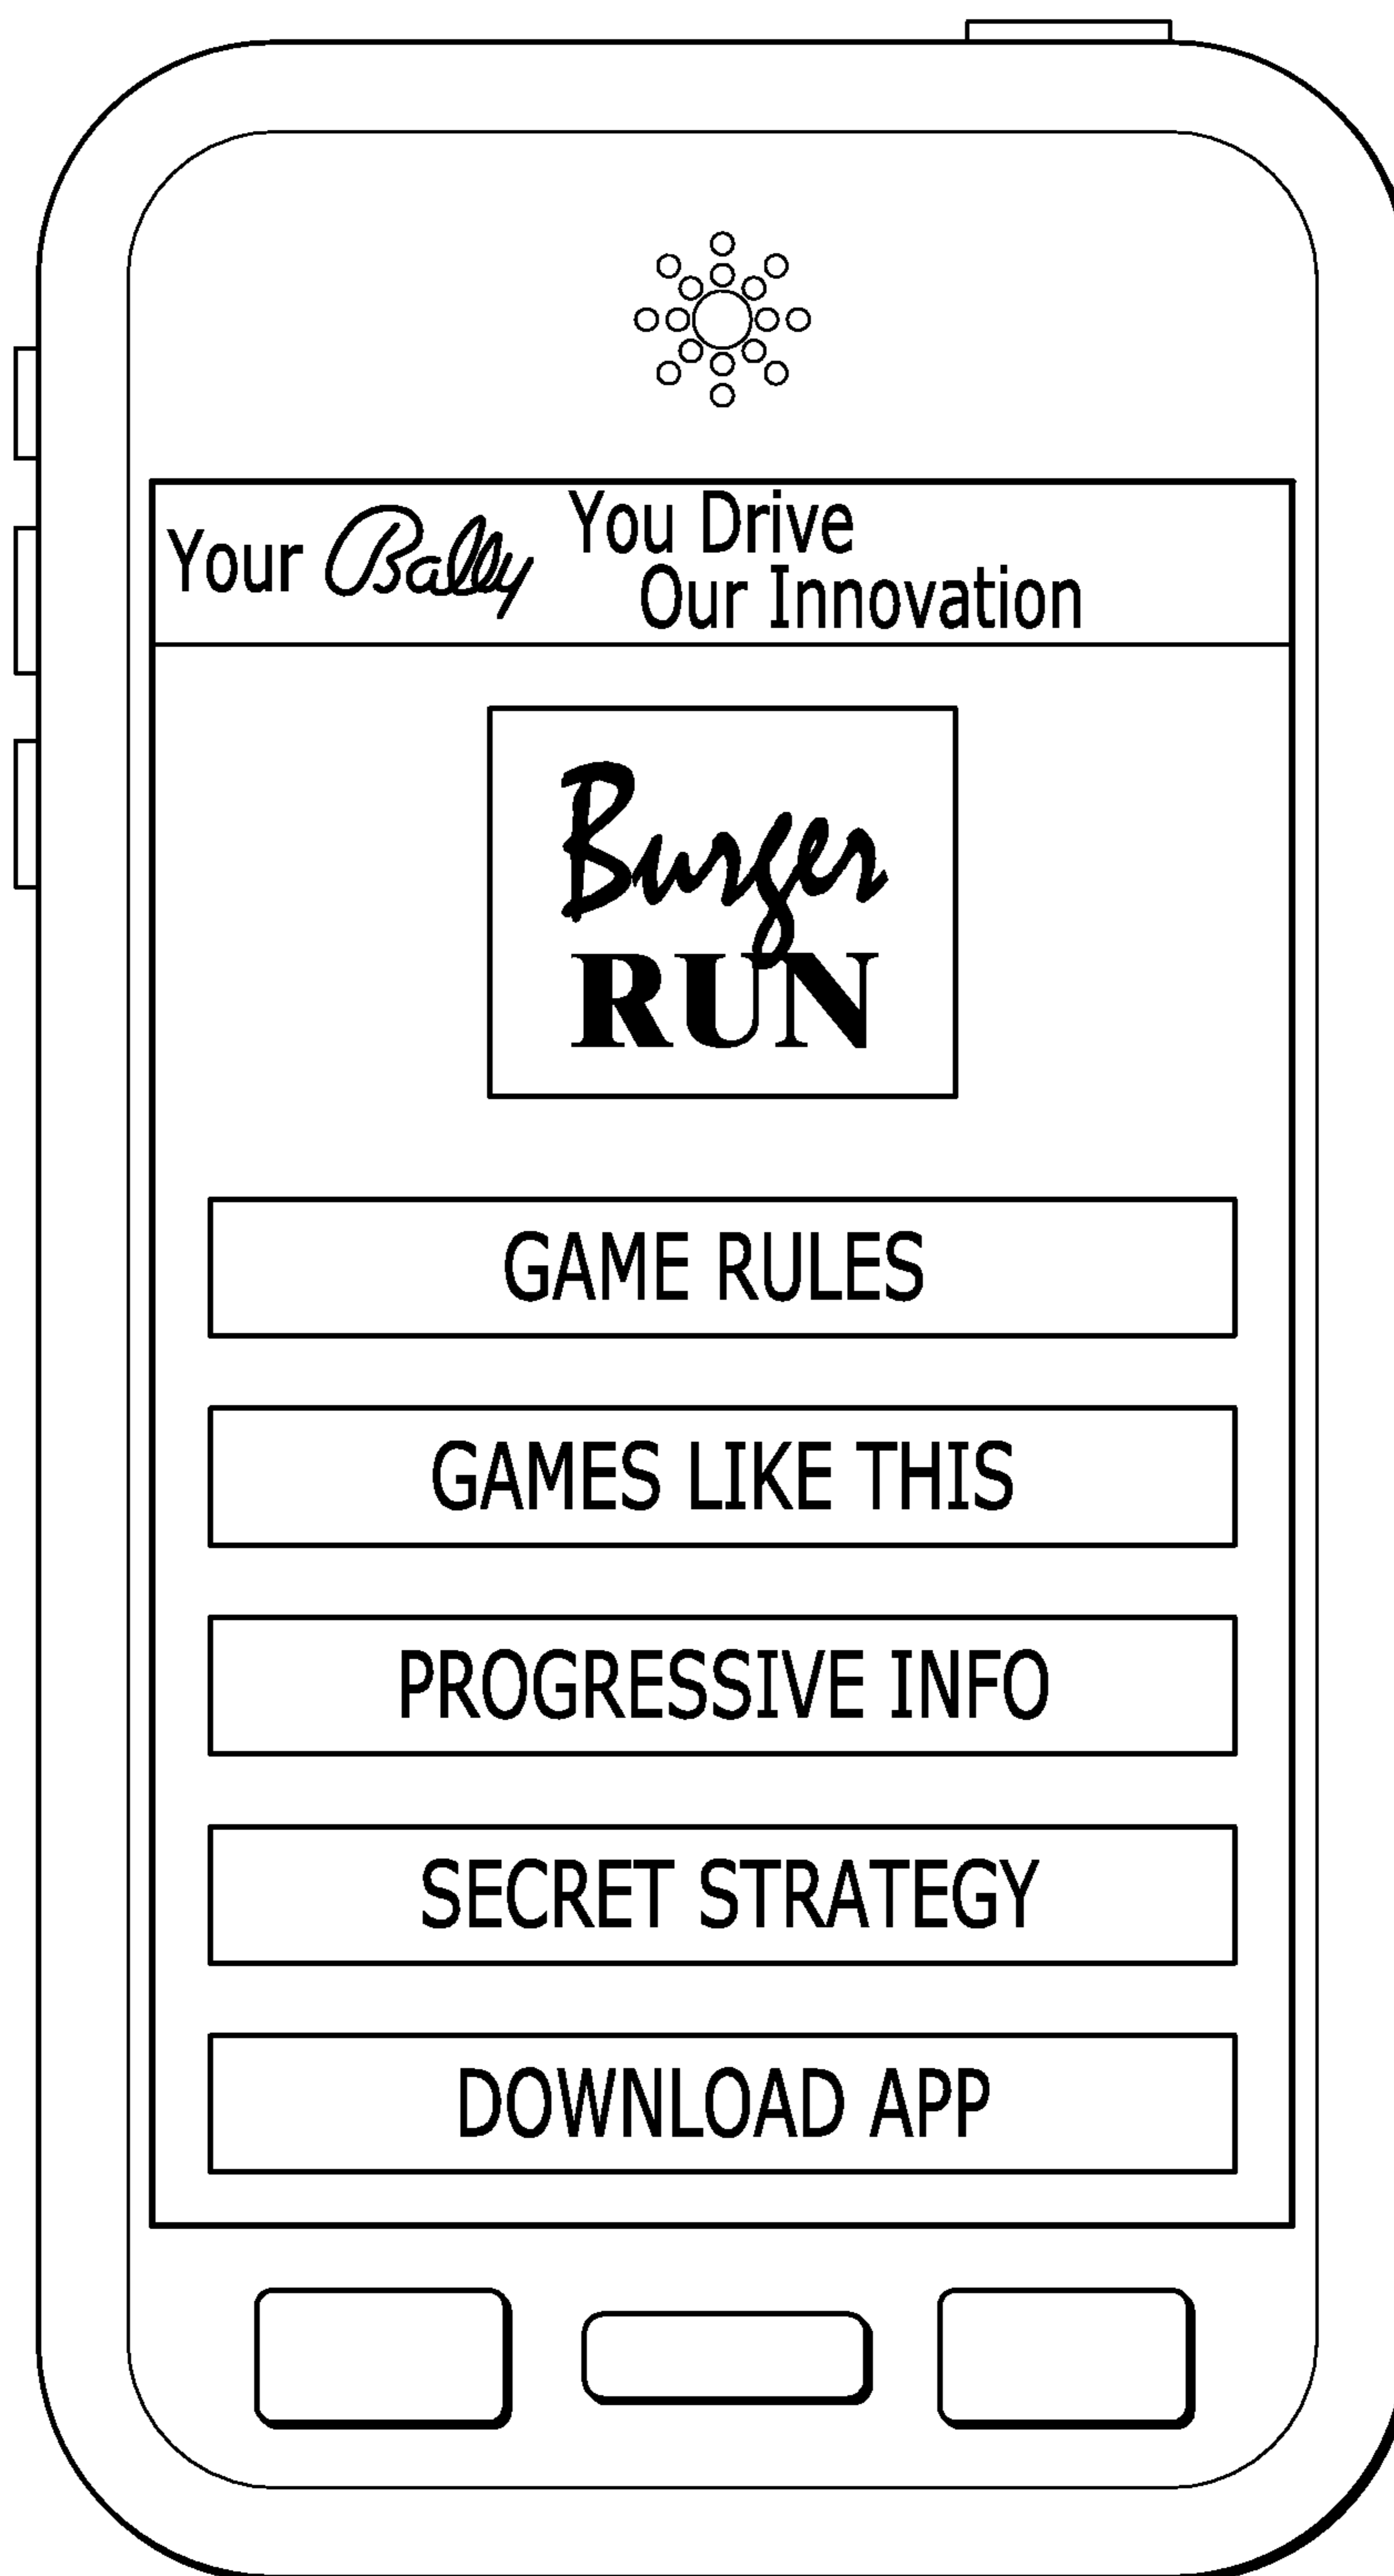 Your Bally You Drive
Our Innovation
Burger
RUN
GAME RULES
GAMES LIKE THIS
PROGRESSIVE INFO
SECRET STRATEGY
DOWNLOAD APP